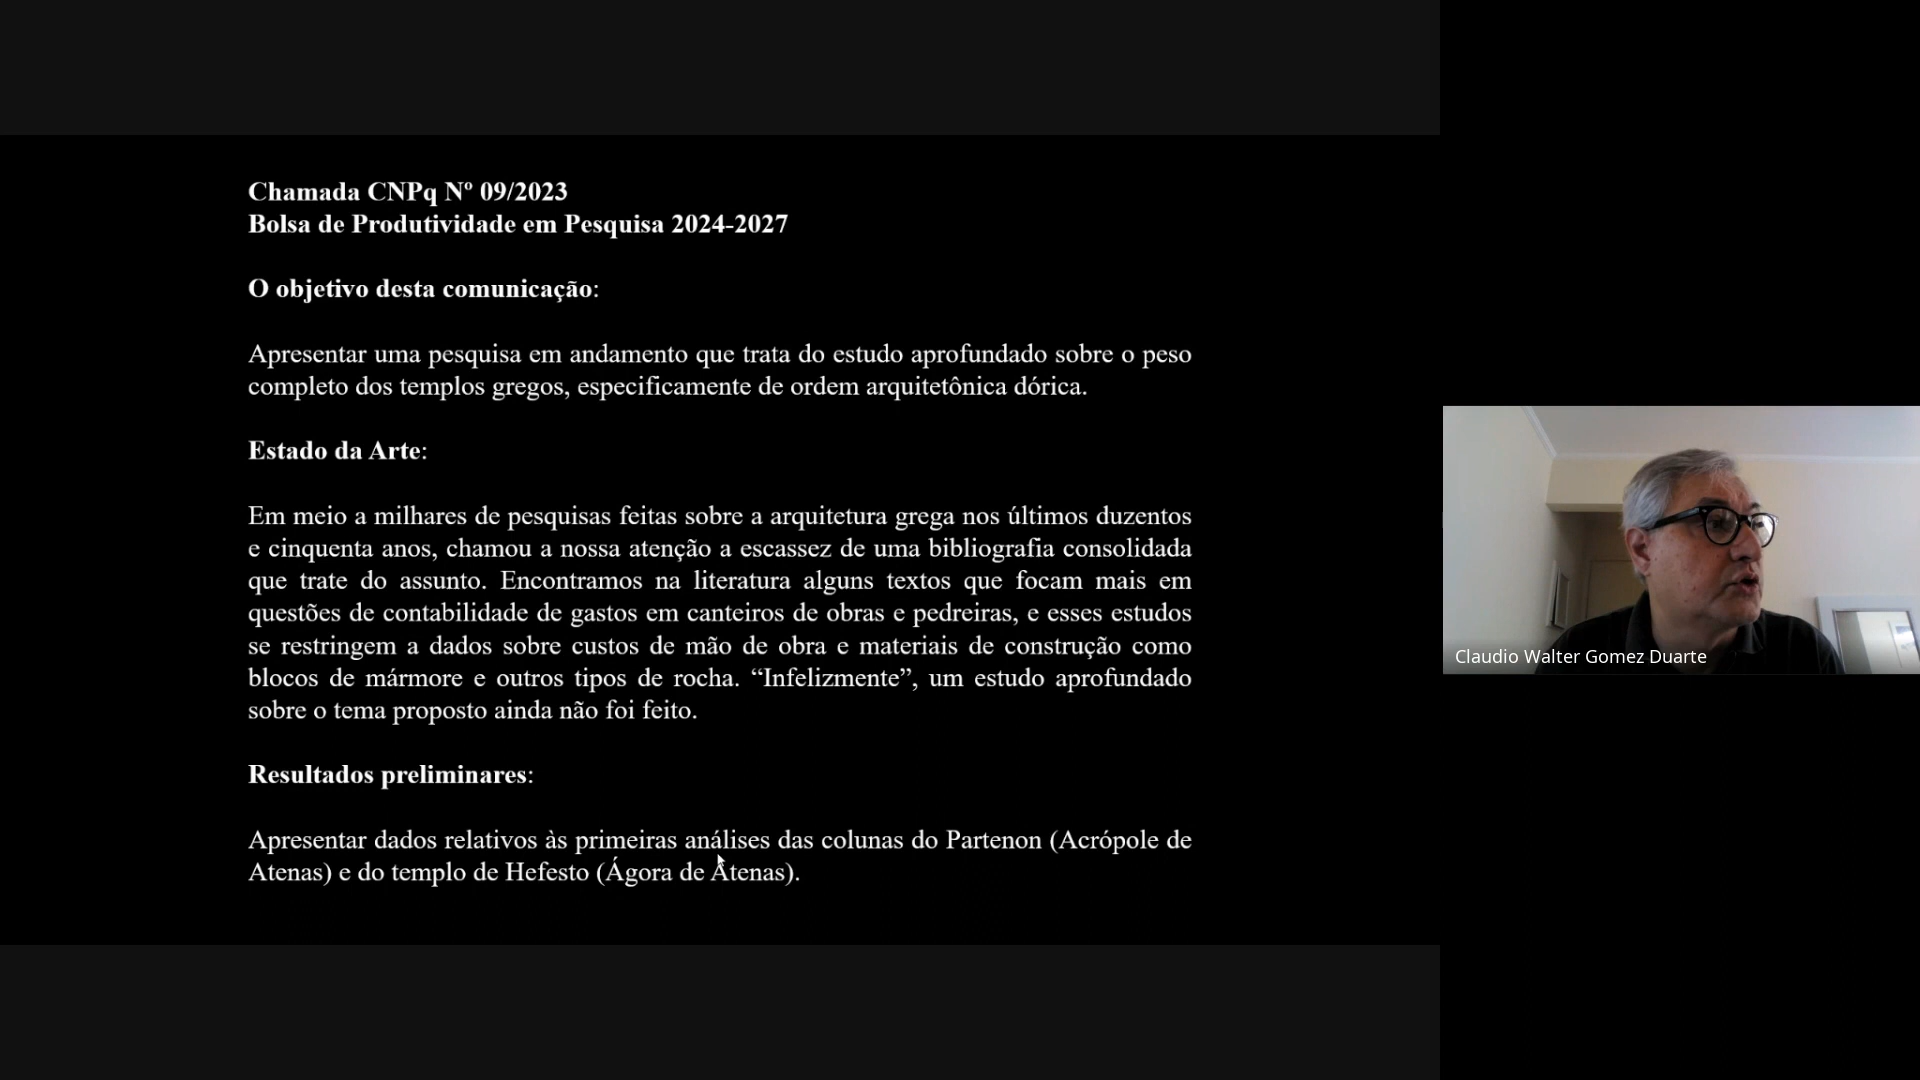 Chamada CNPq Nº 09/2023
Bolsa de Produtividade em Pesquisa 2024-2027
O objetivo desta comunicação:
Apresentar uma pesquisa em andamento que trata do estudo aprofundado sobre o peso
completo dos templos gregos, especificamente de ordem arquitetônica dórica.
Estado da Arte:
Em meio a milhares de pesquisas feitas sobre a arquitetura grega nos últimos duzentos
e cinquenta anos, chamou a nossa atenção a escassez de uma bibliografia consolidada
que trate do assunto. Encontramos na literatura alguns textos que focam mais em
questões de contabilidade de gastos em canteiros de obras e pedreiras, e esses estudos
se restringem a dados sobre custos de mão de obra e materiais de construção como
blocos de mármore e outros tipos de rocha. “Infelizmente”, um estudo aprofundado
sobre o tema proposto ainda não foi feito.
Resultados preliminares:
Apresentar dados relativos às primeiras análises das colunas do Partenon (Acrópole de
Atenas) e do templo de Hefesto (Ágora de Atenas).
Claudio Walter Gomez Duarte